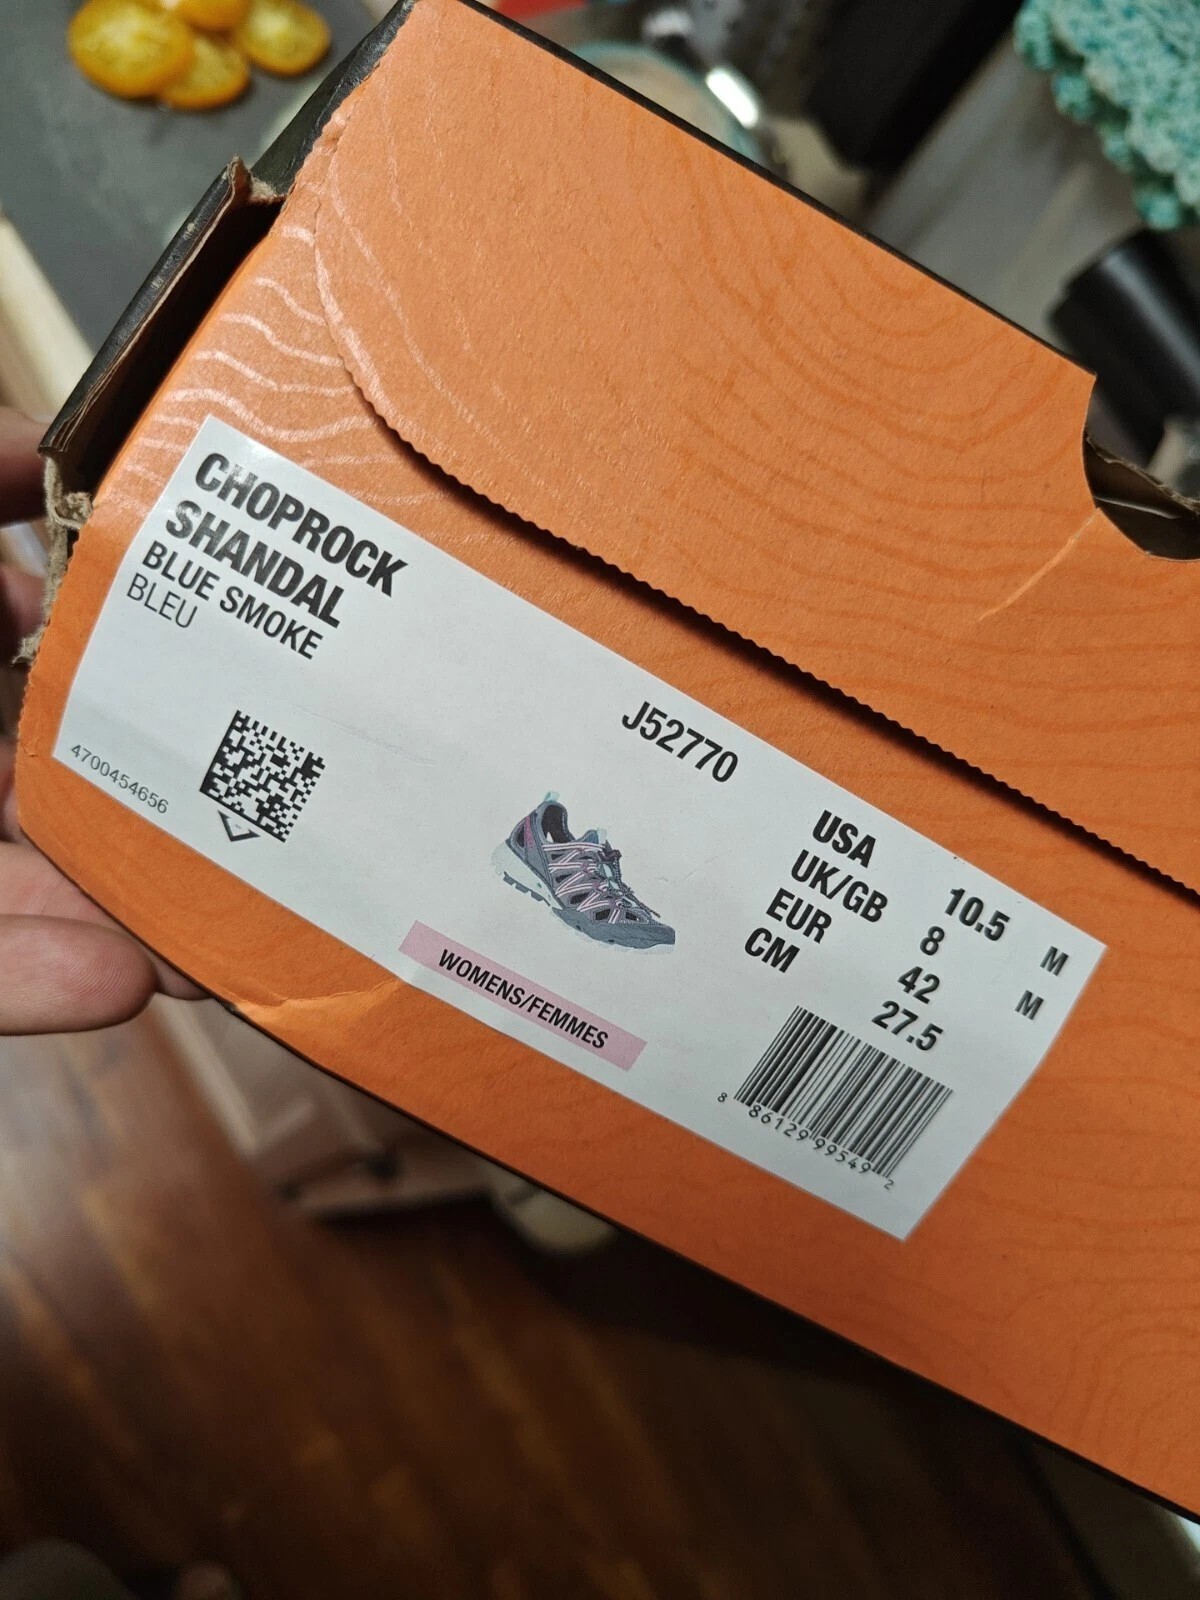 CHOPROCK
SHANDAL
BLUE SMOKE
BLEU
4700454656
J52770
WOMENS/FEMMES
USA 10.5 M
UK/GB 8
EUR 42 M
CM 27.5
8 86129 99549 2